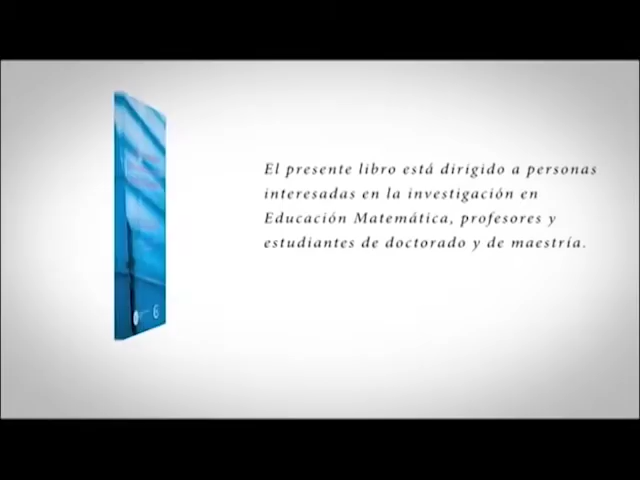 El presente libro está dirigido a personas
interesadas en la investigación en
Educación Matemática, profesores y
estudiantes de doctorado y de maestría.